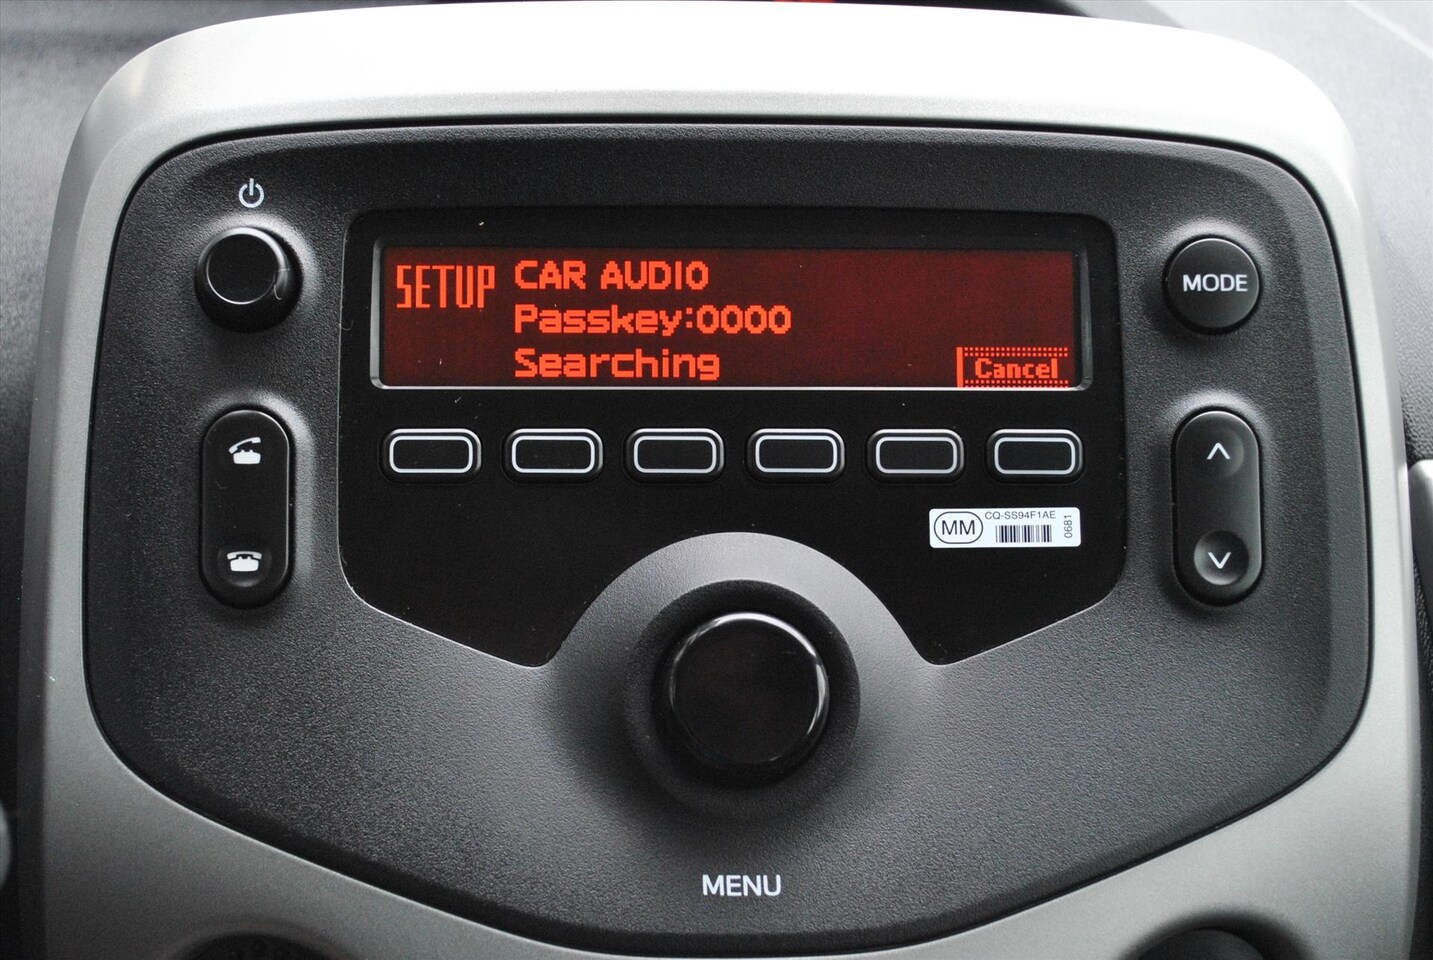 SETUP
CAR AUDIO
Passkey:0000
Searching
Cancel
MODE
MM
CQ-SS94F1AE
0681
MENU